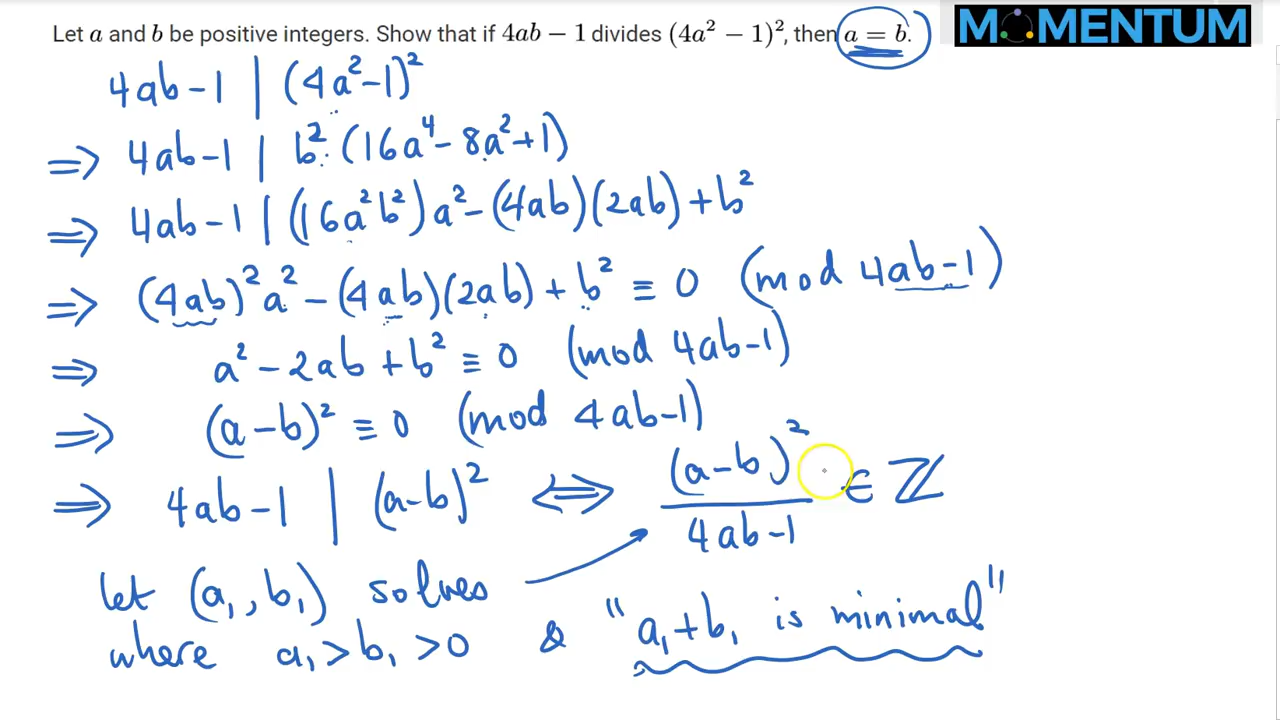 Let a and b be positive integers. Show that if 4ab − 1 divides (4a² − 1)², then a = b.
MOMENTUM
4ab-1 | (4a²-1)²
⇒ 4ab-1 | b²·(16a⁴-8a²+1)
⇒ 4ab-1 | (16a²b²)a²-(4ab)(2ab)+b²
⇒ (4ab)²a²-(4ab)(2ab)+b² ≡ 0 (mod 4ab-1)
⇒ a²-2ab+b² ≡ 0 (mod 4ab-1)
⇒ (a-b)² ≡ 0 (mod 4ab-1)
⇒ 4ab-1 | (a-b)² ⇔ (a-b)²/4ab-1 ∈ ℤ
let (a₁, b₁) solves
where a₁>b₁>0 & "a₁+b₁ is minimal"